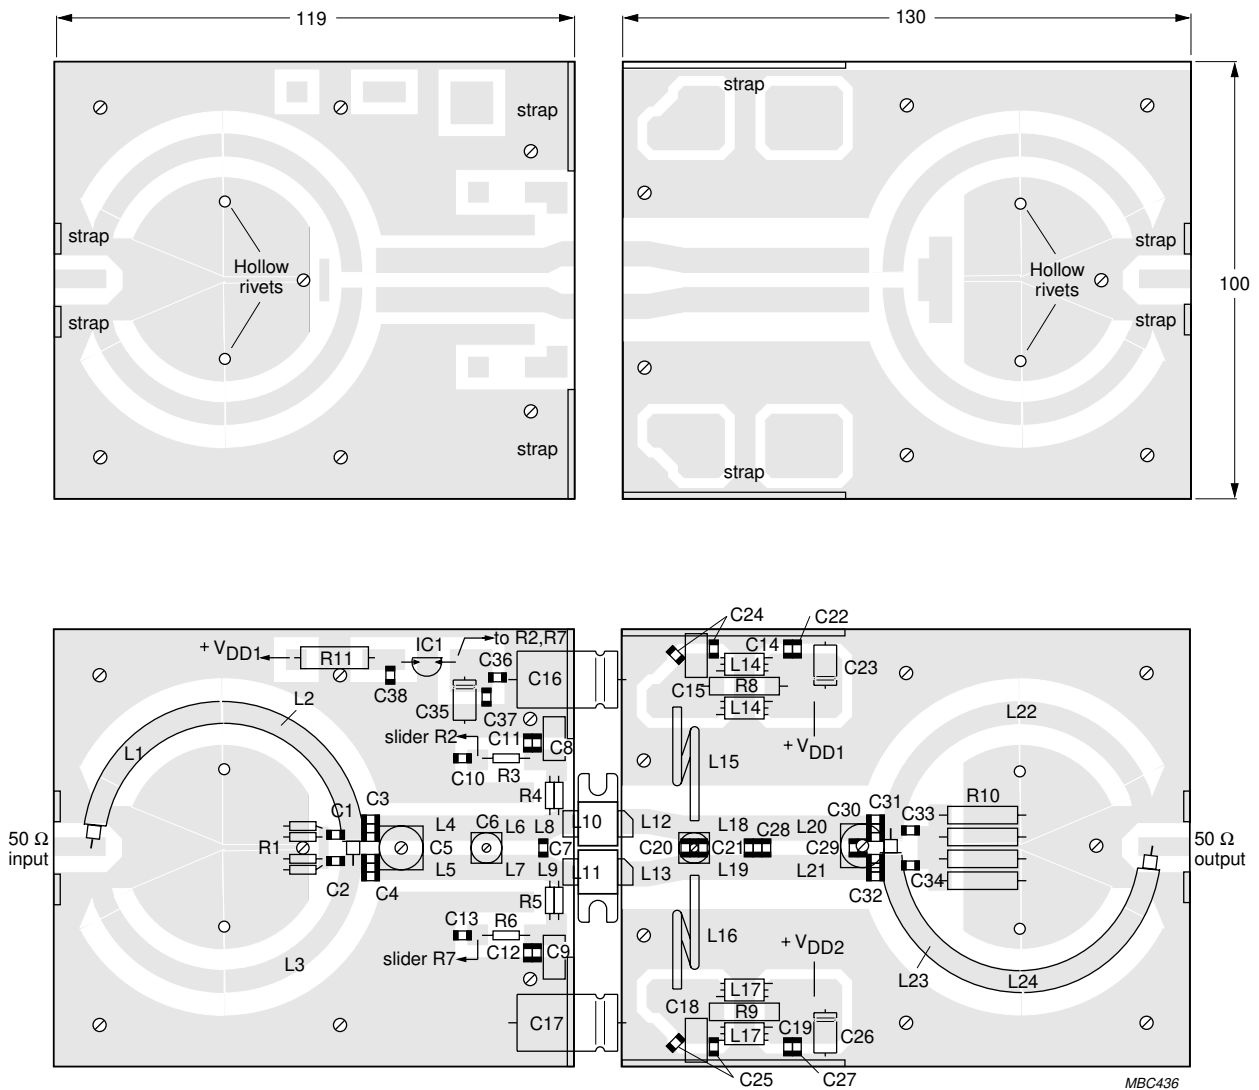 119
130
strap
strap
strap
strap
Hollow
rivets
strap
strap
Hollow
rivets
strap
strap
strap
100
C24
C22
+ VDD1
IC1
to R2,R7
R11
C36
C16
C14
L14
C38
C35
C37
C15
R8
C23
L14
L2
L22
L1
slider R2
C11
C8
L15
+ VDD1
C10
R3
R4
R10
C1
C3
C31
C30
C33
50 Ω
input
L4
C6
L6
L8
L10
L12
L18
C28
L20
R1
C5
C7
C20
C21
C29
50 Ω
output
L5
L7
L9
L11
L13
L19
L21
C2
C4
C32
C34
R5
C13
R6
L16
+ VDD2
slider R7
C12
C9
L3
L23
L24
L17
C18
R9
C17
L17
C19
C26
C25
C27
MBC436